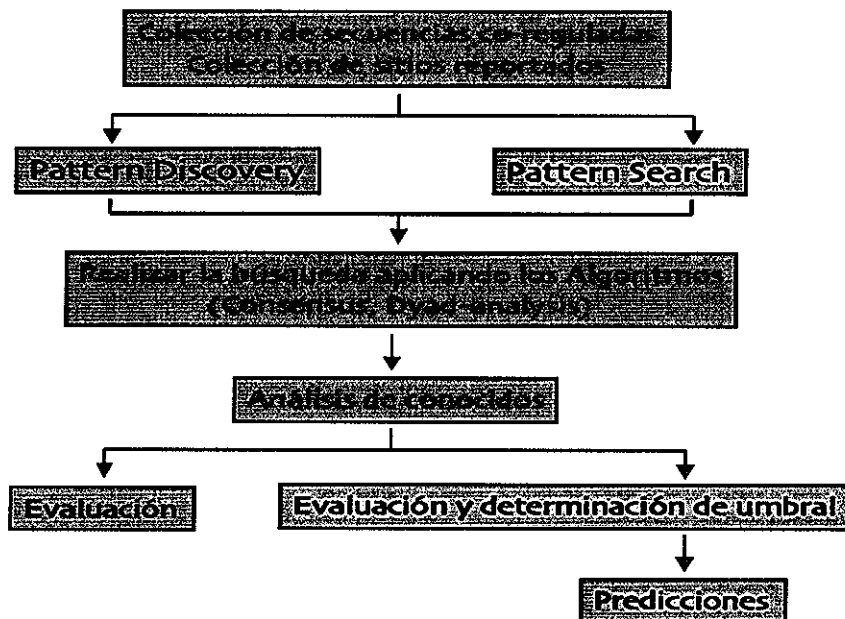 Colección de secuencias co-reguladas
Colección de sitios reportados
Pattern Discovery
Pattern Search
Realizar la búsqueda aplicando los Algoritmos
(Consensus, Dyad-analysis)
Análisis de conocidos
Evaluación
Evaluación y determinación de umbral
Predicciones